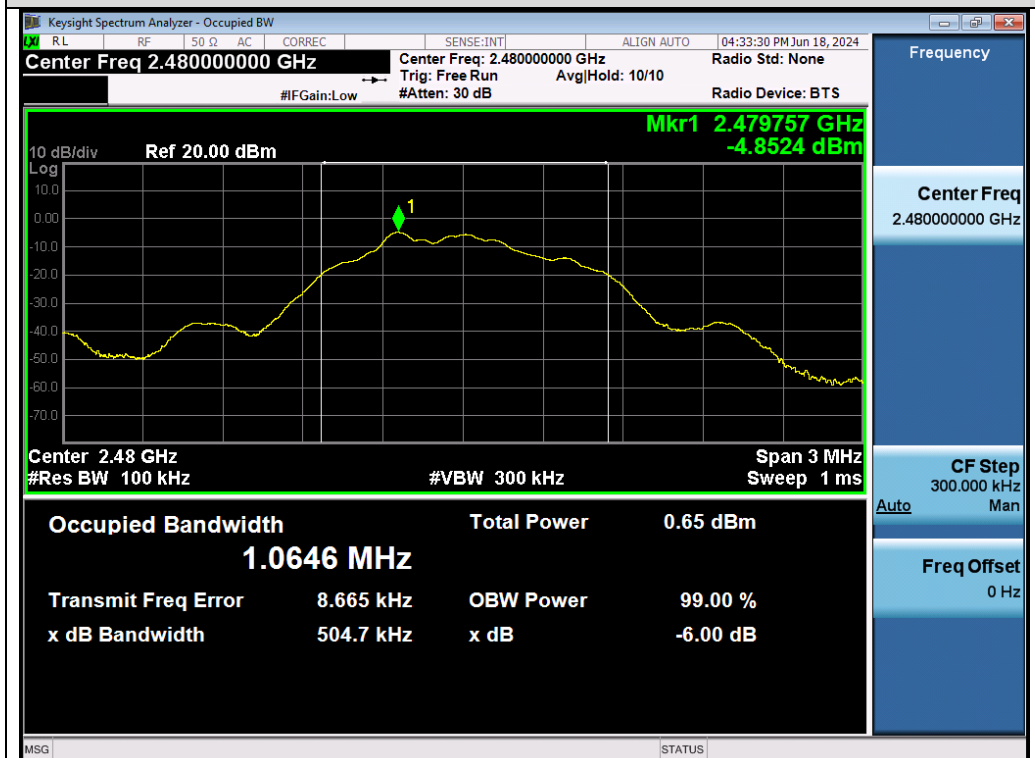 Keysight Spectrum Analyzer - Occupied BW
LXI RL RF 50 Ω AC CORREC SENSE:INT ALIGN AUTO 04:33:30 PM Jun 18, 2024
Center Freq 2.480000000 GHz
Center Freq: 2.480000000 GHz Radio Std: None
Trig: Free Run Avg|Hold: 10/10
#IFGain:Low #Atten: 30 dB Radio Device: BTS
Mkr1 2.479757 GHz
-4.8524 dBm
10 dB/div Ref 20.00 dBm
Log
10.0
0.00
-10.0
-20.0
-30.0
-40.0
-50.0
-60.0
-70.0
1
Center 2.48 GHz Span 3 MHz
#Res BW 100 kHz #VBW 300 kHz Sweep 1 ms
Occupied Bandwidth Total Power 0.65 dBm
1.0646 MHz
Transmit Freq Error 8.665 kHz OBW Power 99.00 %
x dB Bandwidth 504.7 kHz x dB -6.00 dB
Frequency
Center Freq
2.480000000 GHz
CF Step
300.000 kHz
Auto Man
Freq Offset
0 Hz
MSG STATUS